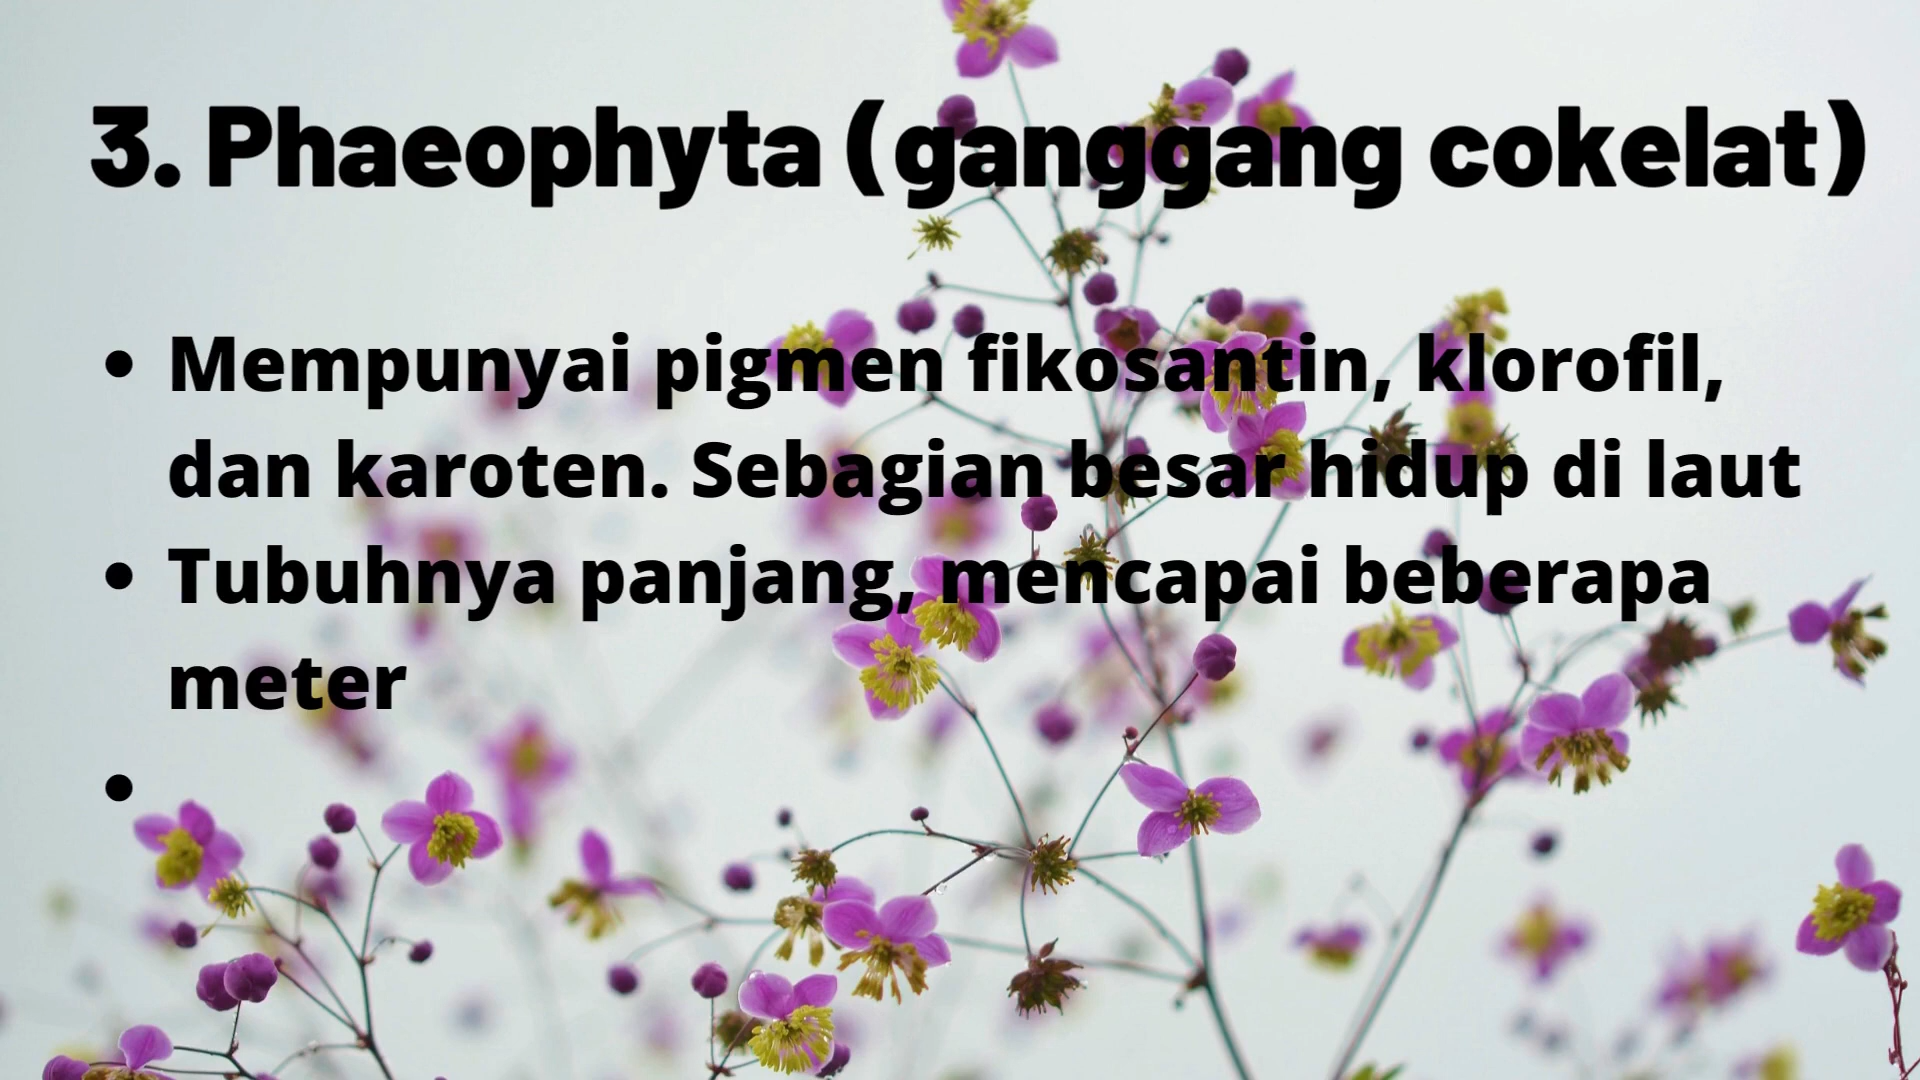 3. Phaeophyta (ganggang cokelat)
• Mempunyai pigmen fikosantin, klorofil,
dan karoten. Sebagian besar hidup di laut
• Tubuhnya panjang, mencapai beberapa
meter
•